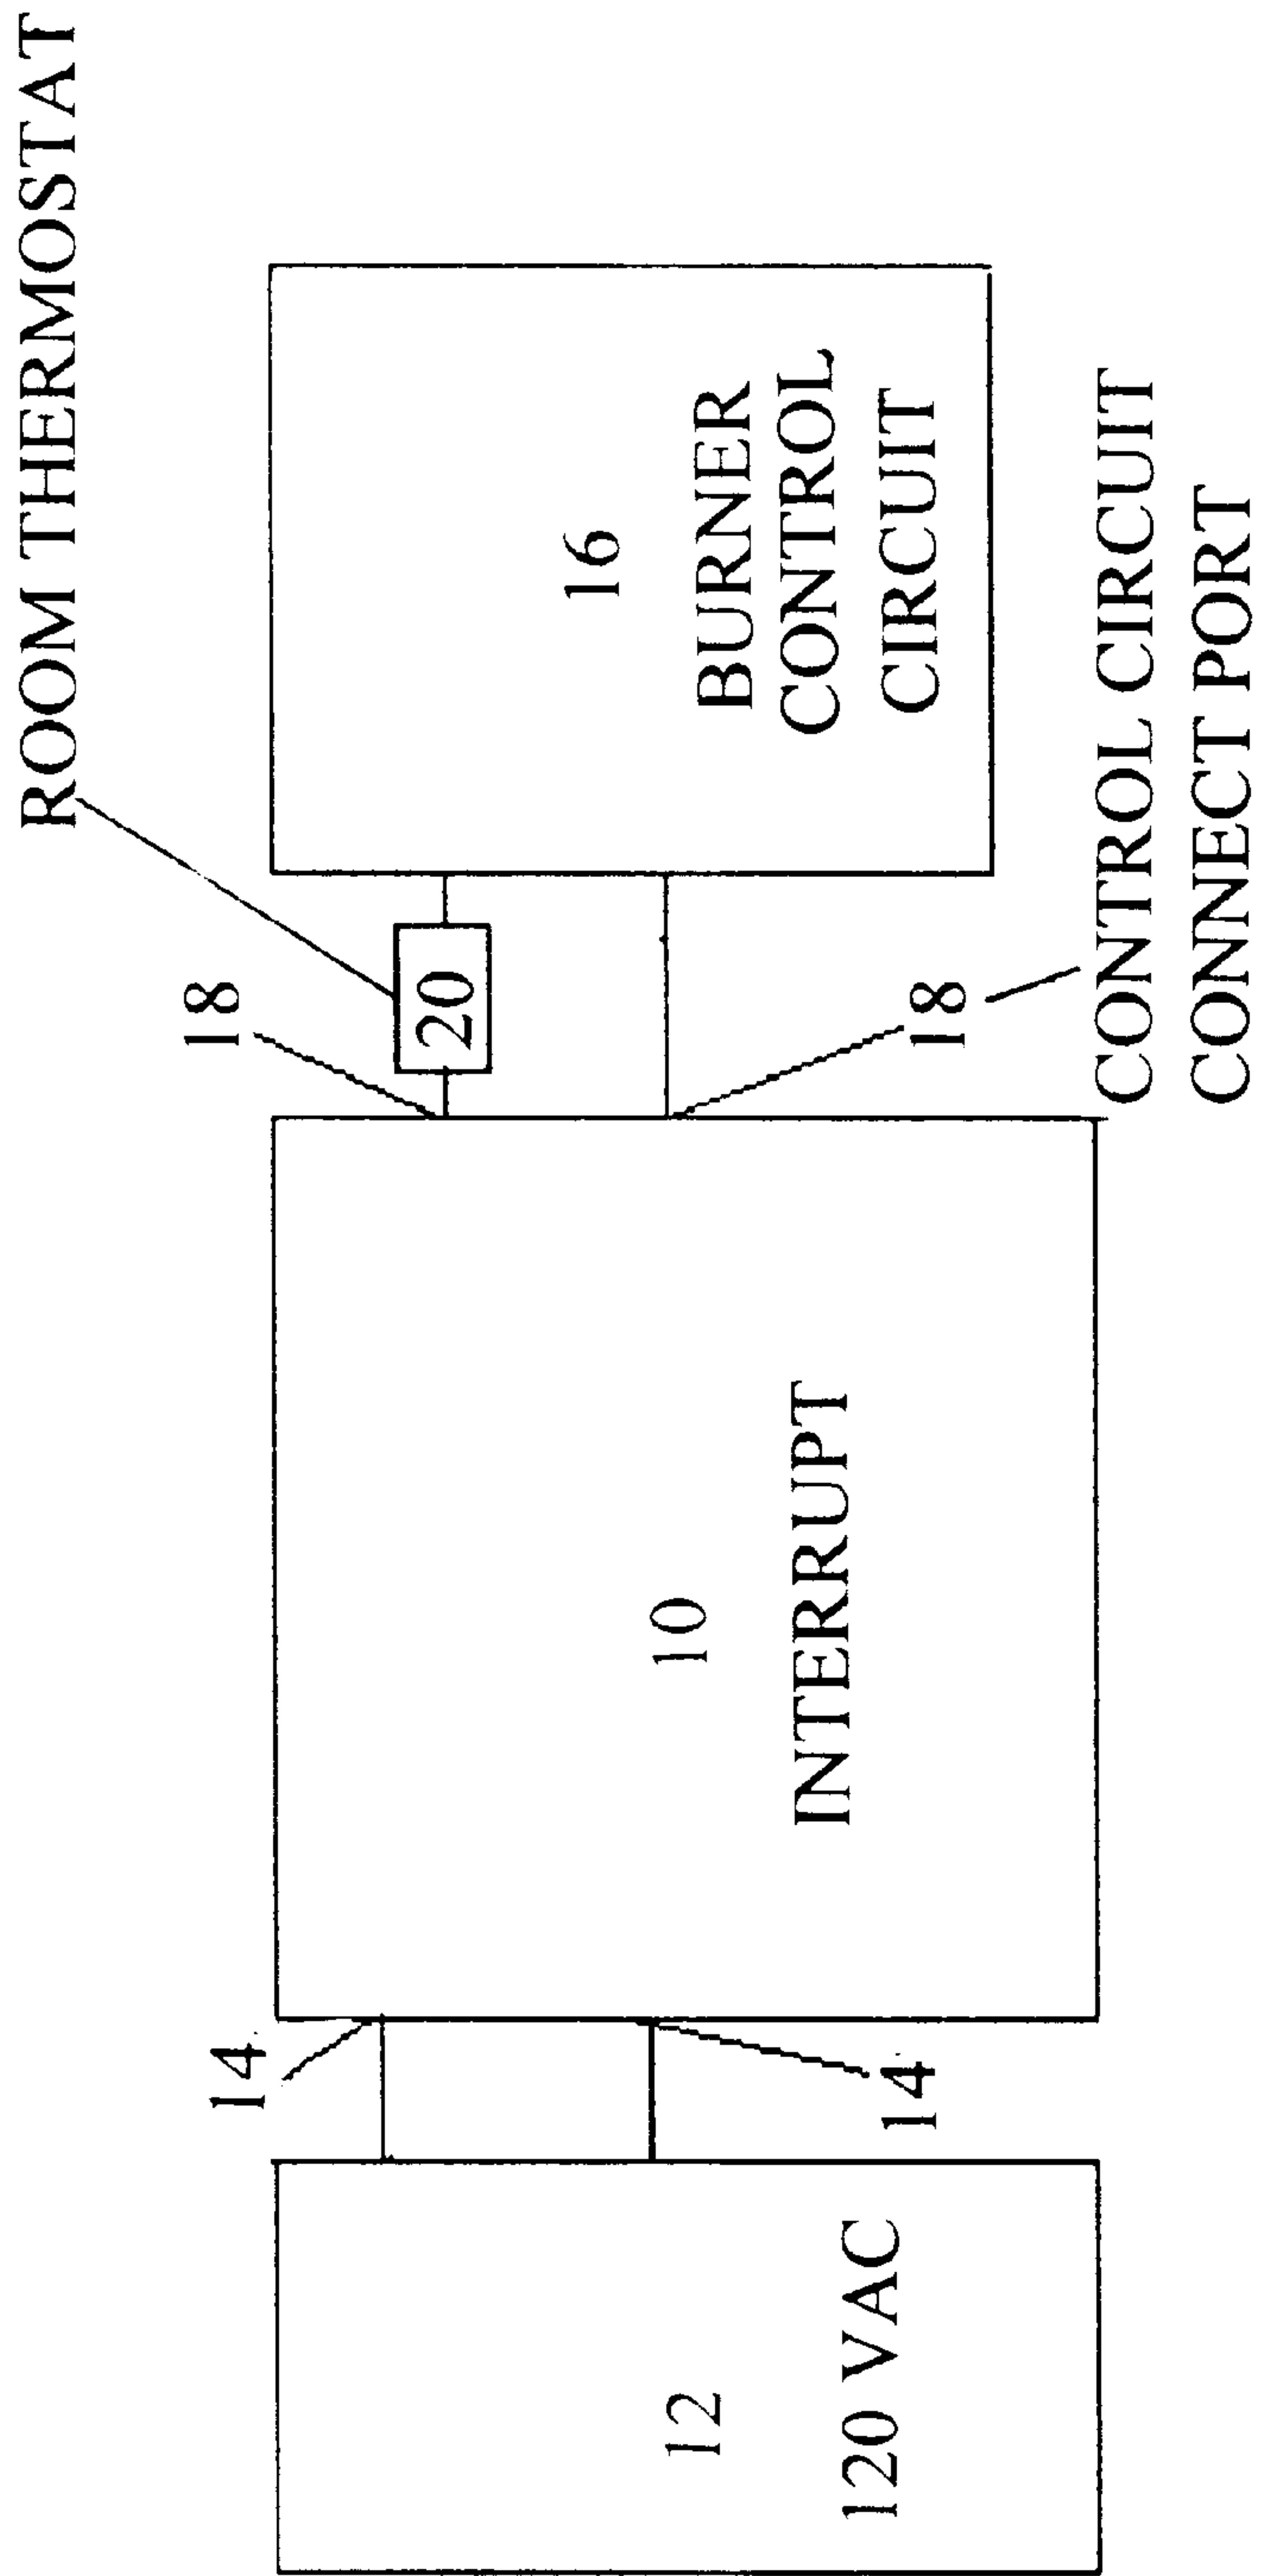 ROOM THERMOSTAT
18
20
16
BURNER
CONTROL
CIRCUIT
14
10
INTERRUPT
18
CONTROL CIRCUIT
CONNECT PORT
12
120 VAC
14